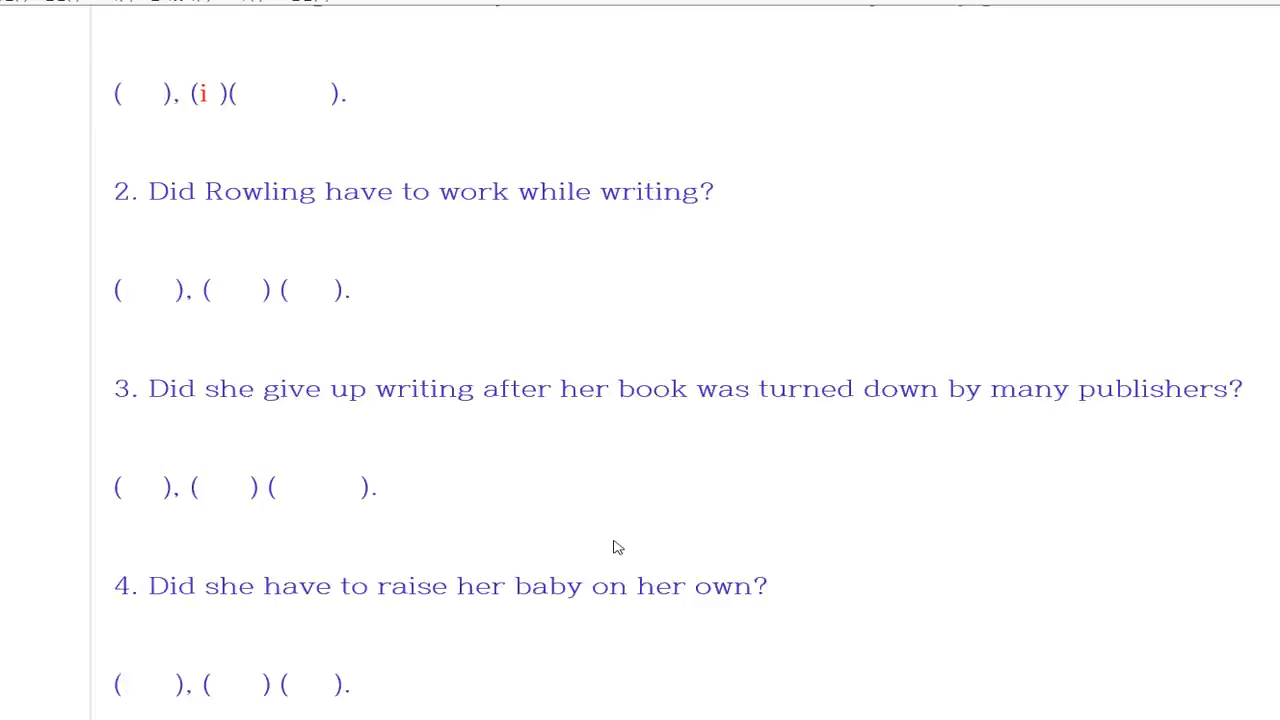 (    ), (i )(          ).
2. Did Rowling have to work while writing?
(      ), (      ) (     ).
3. Did she give up writing after her book was turned down by many publishers?
(     ), (      ) (          ).
4. Did she have to raise her baby on her own?
(      ), (      ) (     ).